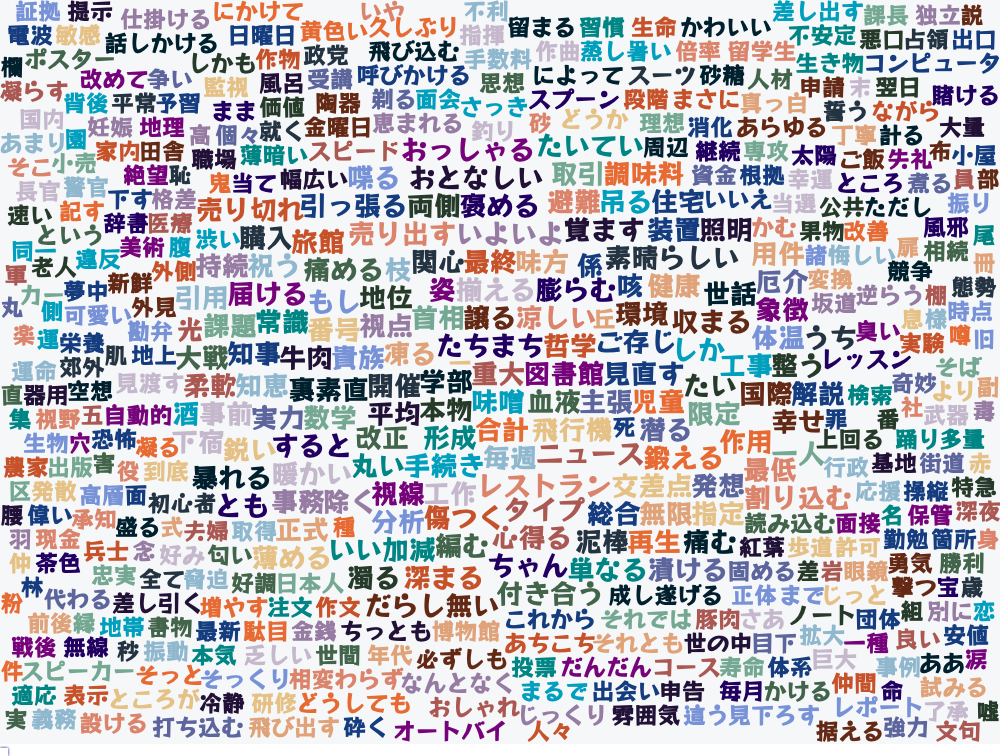 証拠 提示 仕掛ける にかけて いや 不利 差し出す 課長 独立 説
電波 敏感 話しかける 日曜日 黄色い 久しぶり 指揮 留まる 習慣 生命 かわいい 不安定 悪口 占領 出口
欄 ポスター しかも 作物 政党 飛び込む 手数料 作曲 蒸し暑い 倍率 留学生 生き物 コンピュータ
凝らす 改めて 争い 監視 風呂 受講 呼びかける 思想 によって スーツ 砂糖 人材 申請 末 翌日 賭ける
背後 平常 予習 まま 価値 陶器 剃る 面会 さっき スプーン 段階 まさに 真っ白 誓う ながら
国内 妊娠 地理 高 個々 就く 金曜日 恵まれる 釣り 砂 どうか 理想 消化 あらゆる 丁寧 計る 大量
あまり 園 家内 田舎 職場 薄暗い スピード おっしゃる たいてい 周辺 継続 専攻 太陽 ご飯 失礼 布 小屋
そこ 小売 絶望 恥 鬼 当て 幅広い 喋る おとなしい 取引 調味料 資金 根拠 幸運 ところ 煮る 員 部
長官 警官 下す 格差 売り切れ 引っ張る 両側 褒める 避難 吊る 住宅 いいえ 当選 公共 ただし 振り
速い 記す 辞書 医療 という 美術 腹 渋い 購入 旅館 売り出す いよいよ 覚ます 装置 照明 かむ 果物 改善 風邪 尾
同一 老人 違反 新鮮 外側 持続 祝う 痛める 枝 関心 最終 味方 係 素晴らしい 用件 諸 悔しい 扉 相続 冊
軍 カー 夢中 引用 届ける もし 地位 姿 揃える 膨らむ 咳 健康 世話 厄介 変換 競争 棚 態勢
丸 側 可愛い 外見 課題 常識 番号 視点 首相 譲る 涼しい 丘 環境 収まる 象徴 坂道 逆らう 息 様 時点
楽 運 栄養 勘弁 光 大戦 知事 牛肉 貴族 凍る たちまち 哲学 ご存じ しか 体温 うち 臭い 実験 噂 旧
運命 郊外 肌 地上 見渡す 柔軟 知恵 裏 素直 開催 学部 重大 図書館 見直す 工事 整う レッスン そば
直 器用 空想 事前 実力 数学 平均 本物 味噌 血液 主張 児童 たい 国際 解説 検索 奇妙 より 副
集 視野 五 自動的 酒 下宿 鋭い すると 改正 形成 合計 飛行機 死 潜る 限定 幸せ 罪 一番 社 武器 毒
生物 穴 恐怖 凝る 丸い 手続き 毎週 ニュース 鍛える 作用 一人 上回る 踊り 多量
農家 出版 害 役 到底 暴れる 暖かい 視線 工作 レストラン 交差点 発想 最低 行政 基地 街道 赤
区 発散 高層 面 初心者 とも 事務 除く 分析 傷つく タイプ 総合 無限 指定 割り込む 応援 操縦 特急
腰 偉い 承知 盛る 式 夫婦 取得 正式 種 心得る 読み込む 面接 名 保管 深夜
羽 現金 兵士 念 好み 匂い 薄める いい加減 編む 泥棒 再生 痛む 紅葉 歩道 許可 勤勉 箇所 身
仲 茶色 忠実 全て 脅迫 好調 日本人 濁る 深まる ちゃん 単なる 漬ける 固める 差 岩 眼鏡 勇気 勝利
粉 林 代わる 差し引く 増やす 注文 作文 だらし無い 付き合う 成し遂げる 正体 まで じっと 撃つ 宝 歳
前後 縁 地帯 書物 最新 駄目 金銭 ちっとも 博物館 これから それでは 豚肉 さあ ノート 団体 組 別に 恋
戦後 無線 秒 振動 本気 乏しい 世間 年代 必ずしも あちこち それとも 世の中 目下 拡大 一種 良い 安値
件 スピーカー そっと そっくり 相変わらず なんとなく 投票 だんだん コース 寿命 体系 巨大 事例 ああ 涙
適応 表示 ところが 冷静 研修 どうしても おしゃれ まるで 出会い 申告 毎月 かける 仲間 命 試みる
実 義務 設ける 打ち込む 飛び出す 砕く オートバイ じっくり 人々 雰囲気 違う 見下ろす レポート 了承 嘘
据える 強力 文句